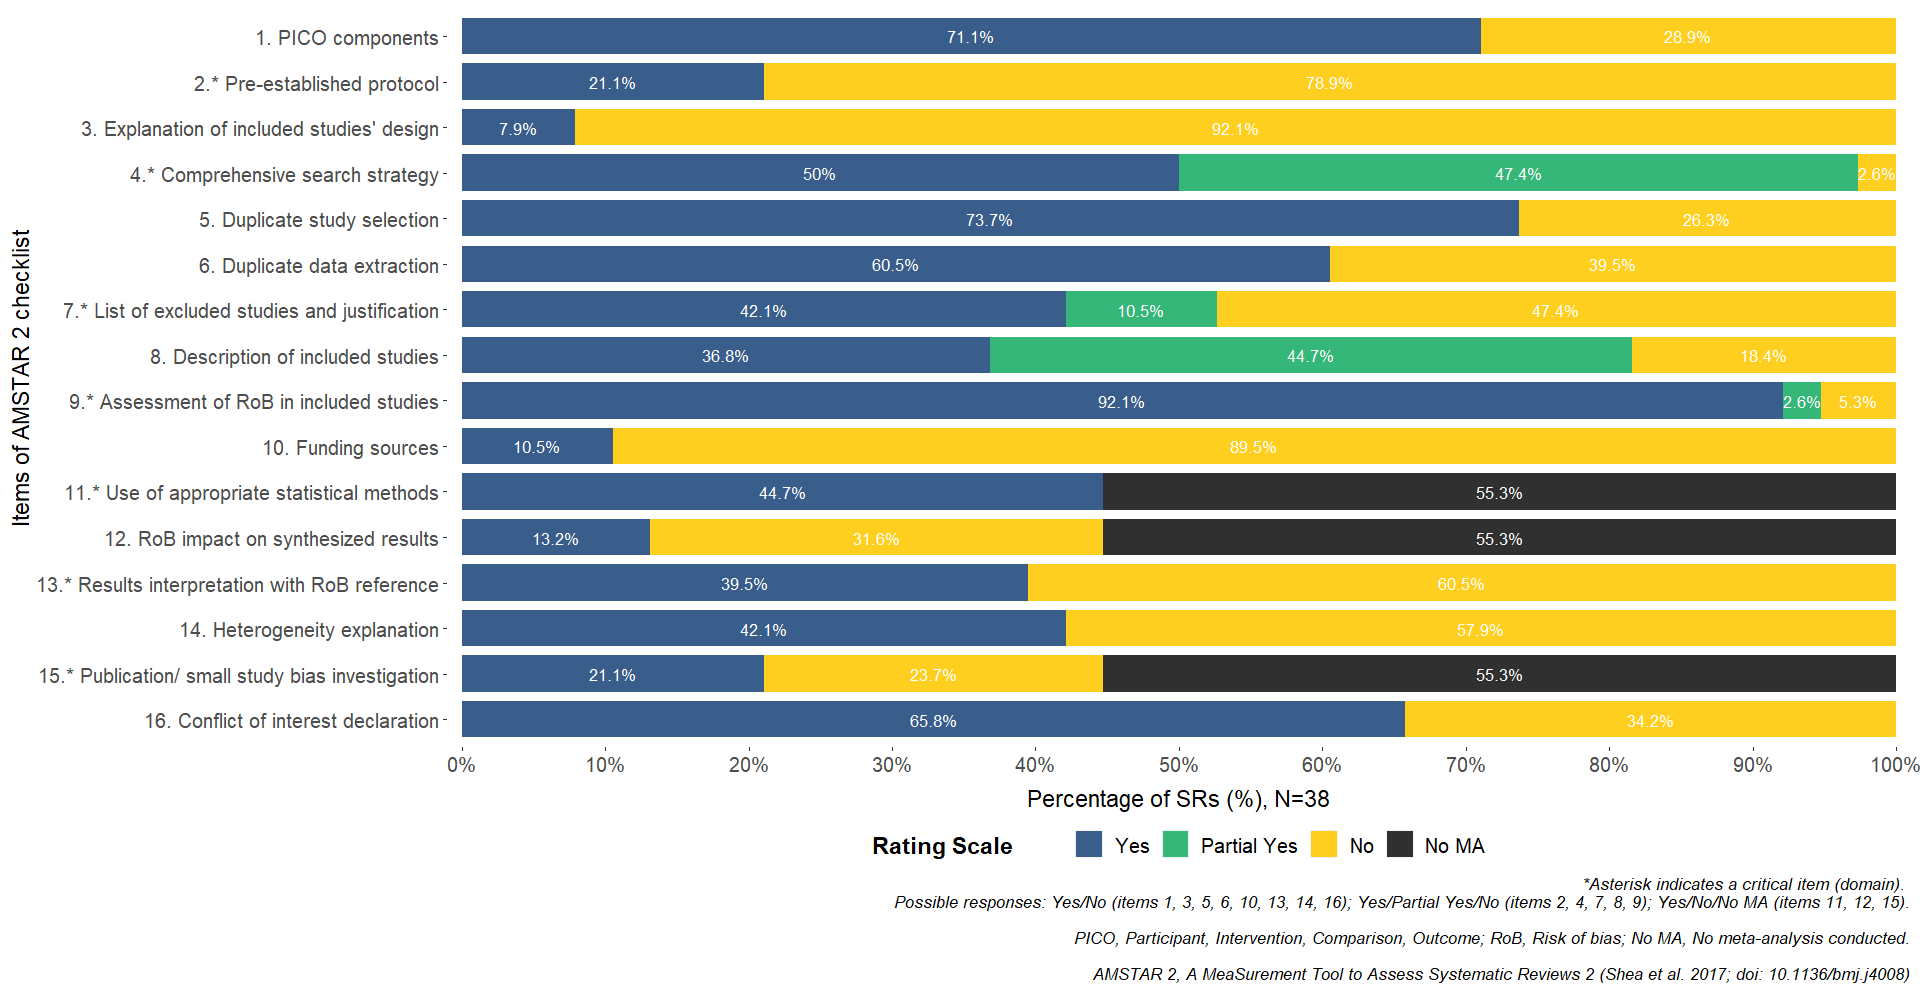 Items of AMSTAR 2 checklist
1. PICO components 71.1% 28.9%
2.* Pre-established protocol 21.1% 78.9%
3. Explanation of included studies' design 7.9% 92.1%
4.* Comprehensive search strategy 50% 47.4% 2.6%
5. Duplicate study selection 73.7% 26.3%
6. Duplicate data extraction 60.5% 39.5%
7.* List of excluded studies and justification 42.1% 10.5% 47.4%
8. Description of included studies 36.8% 44.7% 18.4%
9.* Assessment of RoB in included studies 92.1% 2.6% 5.3%
10. Funding sources 10.5% 89.5%
11.* Use of appropriate statistical methods 44.7% 55.3%
12. RoB impact on synthesized results 13.2% 31.6% 55.3%
13.* Results interpretation with RoB reference 39.5% 60.5%
14. Heterogeneity explanation 42.1% 57.9%
15.* Publication/ small study bias investigation 21.1% 23.7% 55.3%
16. Conflict of interest declaration 65.8% 34.2%
0% 10% 20% 30% 40% 50% 60% 70% 80% 90% 100%
Percentage of SRs (%), N=38
Rating Scale Yes Partial Yes No No MA
*Asterisk indicates a critical item (domain).
Possible responses: Yes/No (items 1, 3, 5, 6, 10, 13, 14, 16); Yes/Partial Yes/No (items 2, 4, 7, 8, 9); Yes/No/No MA (items 11, 12, 15).
PICO, Participant, Intervention, Comparison, Outcome; RoB, Risk of bias; No MA, No meta-analysis conducted.
AMSTAR 2, A MeaSurement Tool to Assess Systematic Reviews 2 (Shea et al. 2017; doi: 10.1136/bmj.j4008)